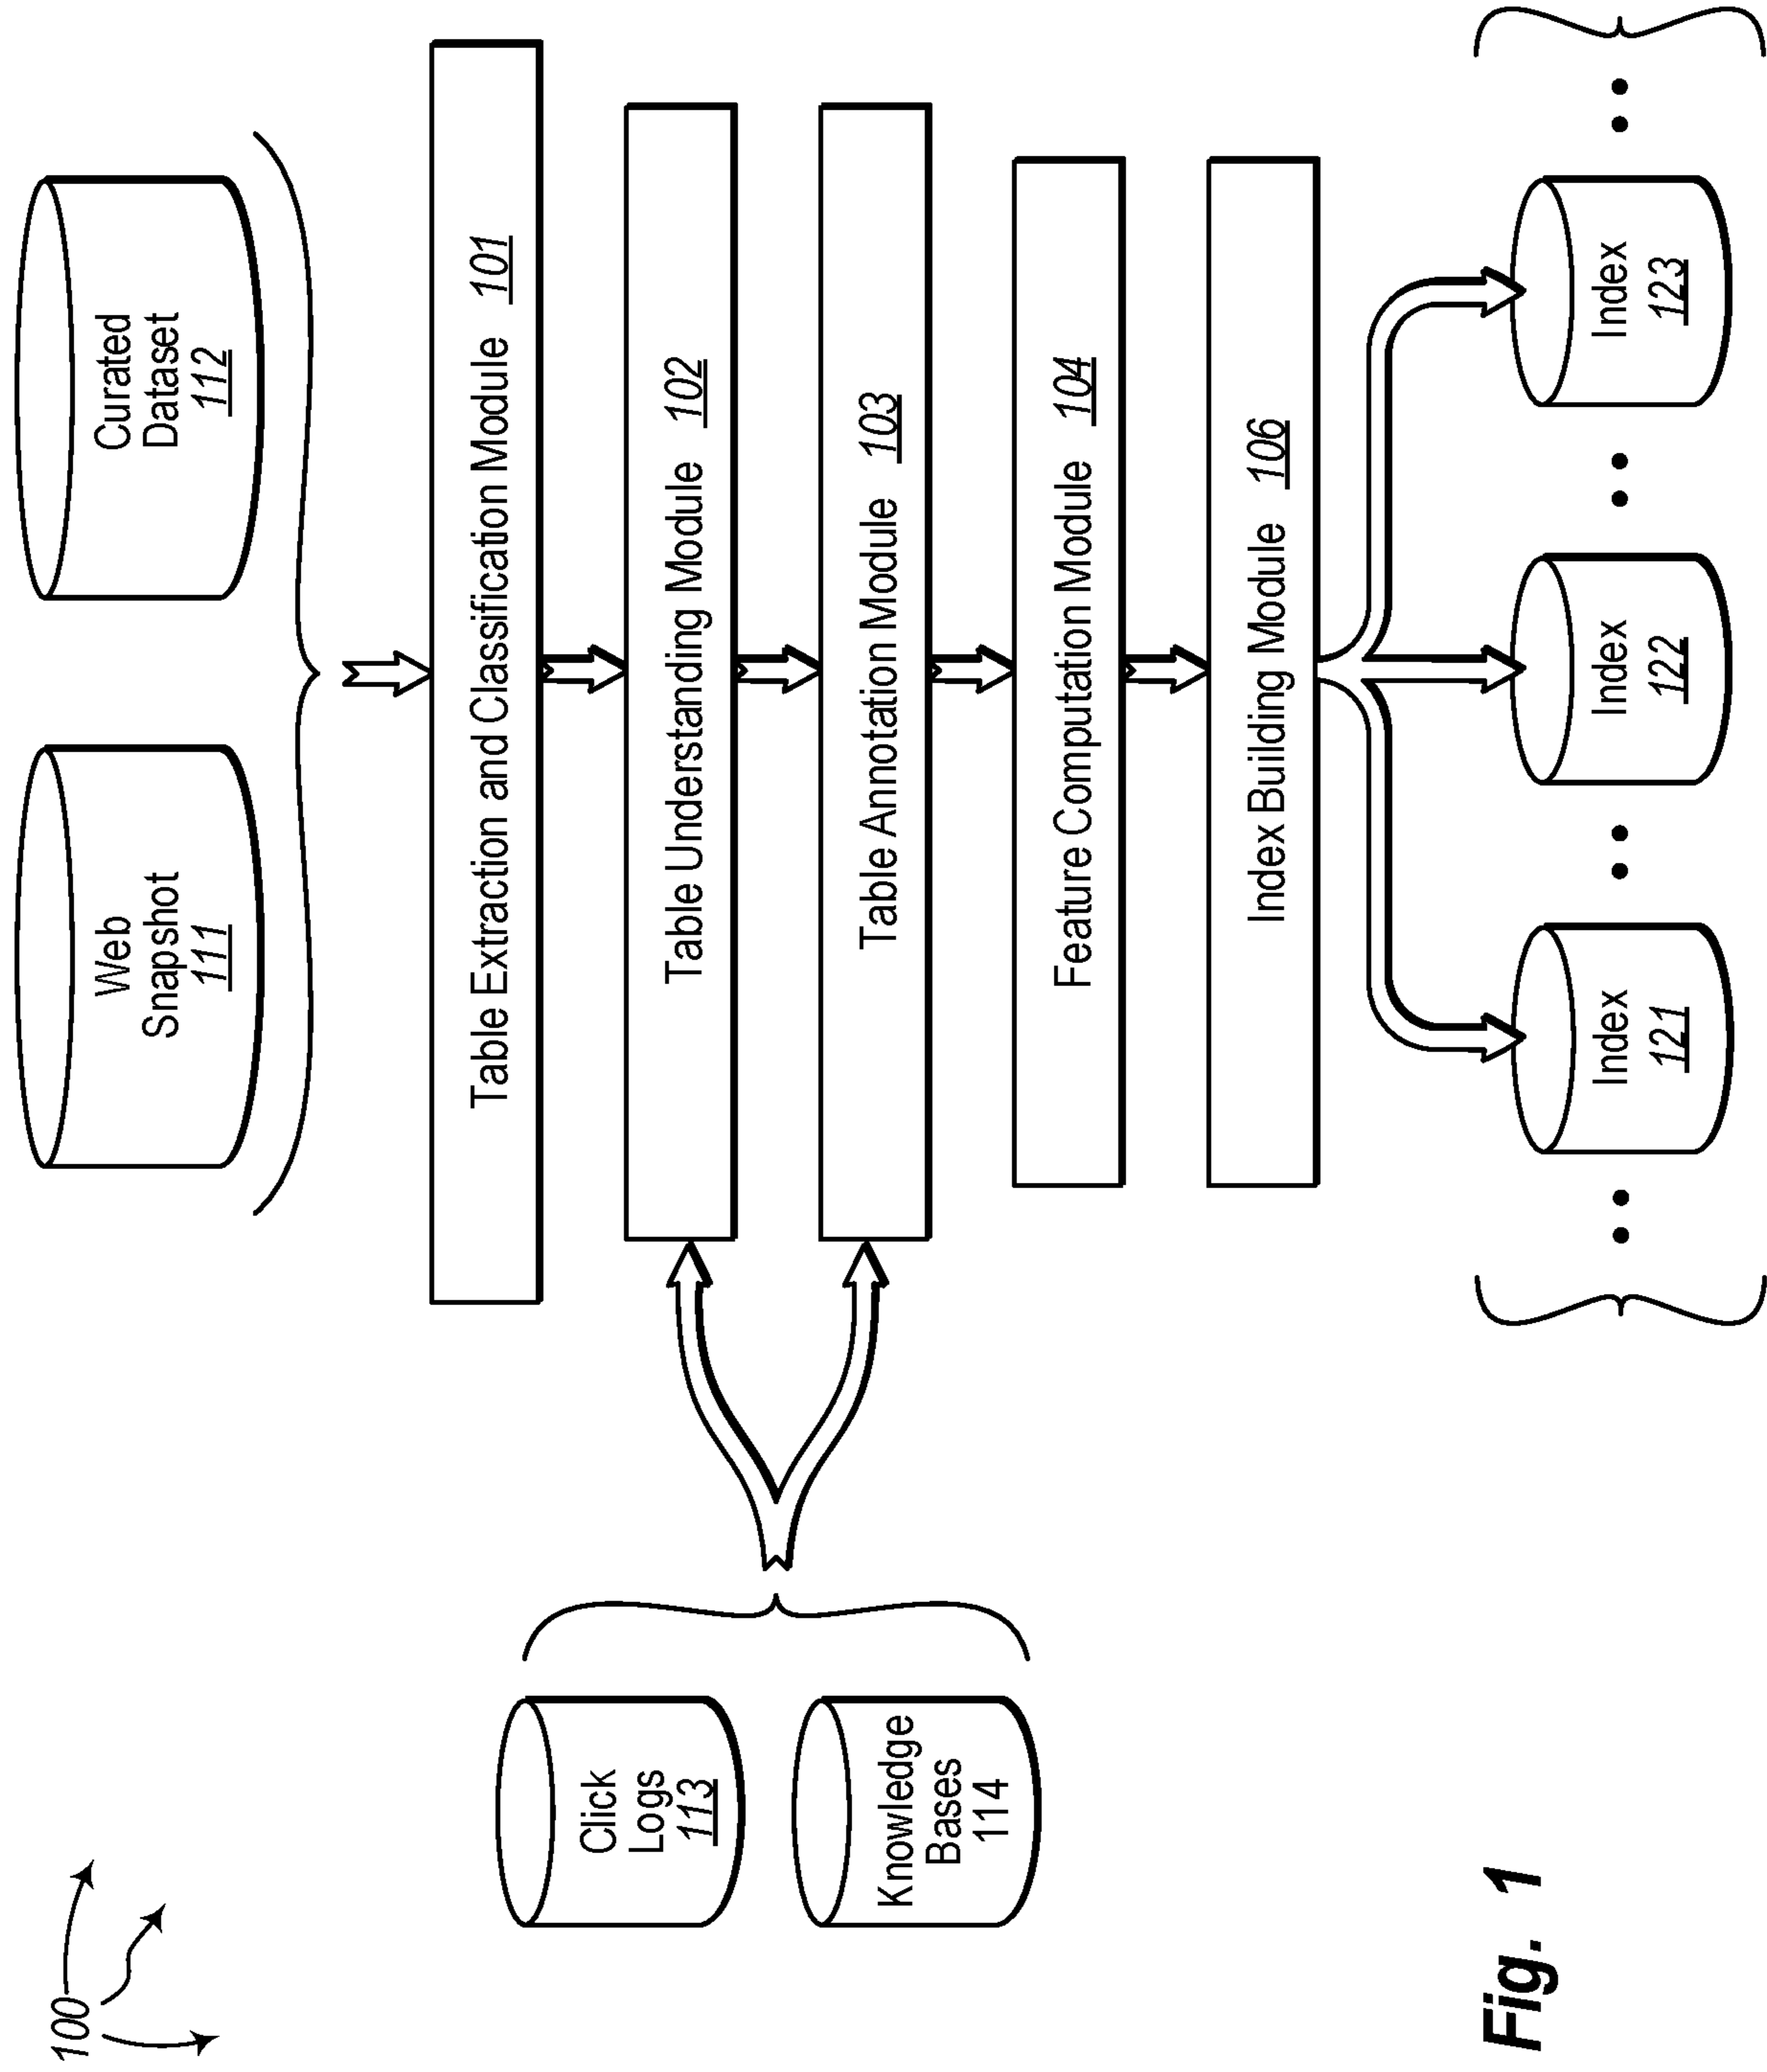 100
Web
Snapshot
111
Curated
Dataset
112
Table Extraction and Classification Module 101
Click
Logs
113
Table Understanding Module 102
Knowledge
Bases
114
Table Annotation Module 103
Feature Computation Module 104
Index Building Module 106
Index
121
Index
122
Index
123
Fig. 1